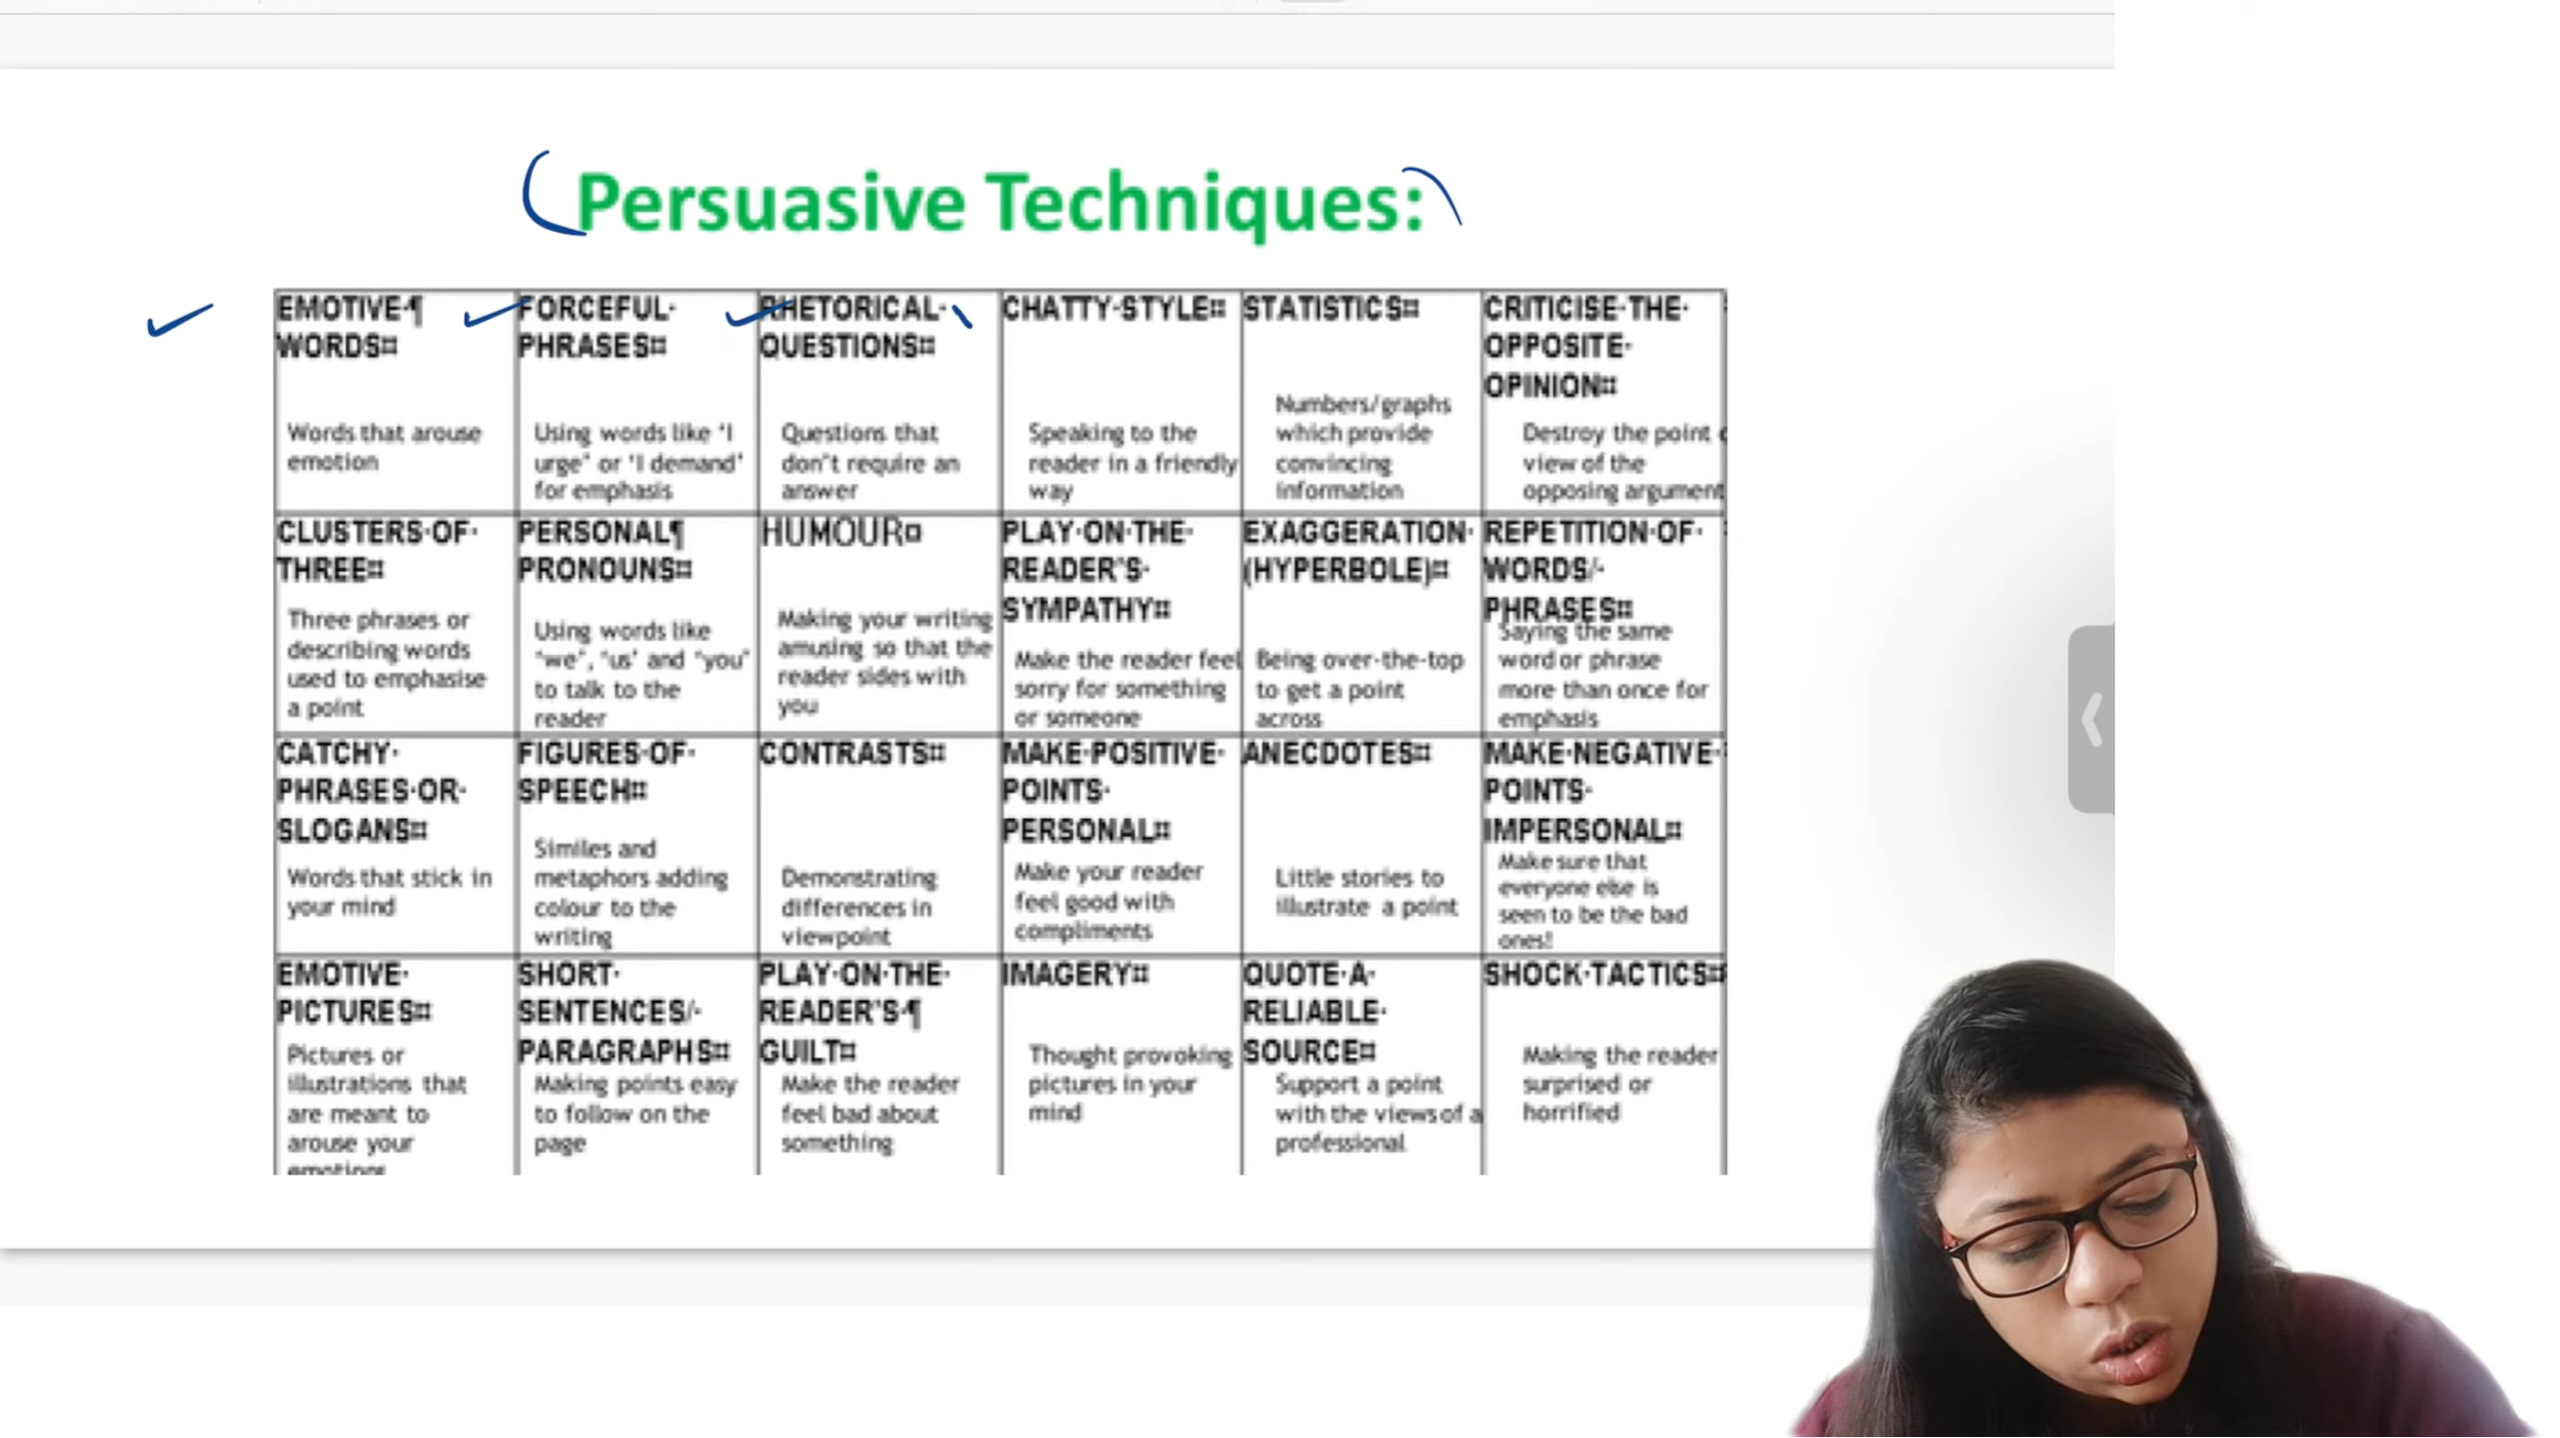 Persuasive Techniques:
EMOTIVE·¶
WORDS¤
Words that arouse
emotion
FORCEFUL·
PHRASES¤
Using words like ‘I
urge’ or ‘I demand’
for emphasis
RHETORICAL·
QUESTIONS¤
Questions that
don’t require an
answer
CHATTY·STYLE¤
Speaking to the
reader in a friendly
way
STATISTICS¤
Numbers/graphs
which provide
convincing
information
CRITICISE·THE·
OPPOSITE·
OPINION¤
Destroy the point
view of the
opposing argument
CLUSTERS·OF·
THREE¤
Three phrases or
describing words
used to emphasise
a point
PERSONAL¶
PRONOUNS¤
Using words like
“we”, ‘us’ and “you”
to talk to the
reader
HUMOUR¤
Making your writing
amusing so that the
reader sides with
you
PLAY·ON·THE·
READER’S·
SYMPATHY¤
Make the reader feel
sorry for something
or someone
EXAGGERATION·
(HYPERBOLE)¤
Being over-the-top
to get a point
across
REPETITION·OF·
WORDS/·
PHRASES¤
Saying the same
word or phrase
more than once for
emphasis
CATCHY·
PHRASES·OR·
SLOGANS¤
Words that stick in
your mind
FIGURES·OF·
SPEECH¤
Similes and
metaphors adding
colour to the
writing
CONTRASTS¤
Demonstrating
differences in
viewpoint
MAKE·POSITIVE·
POINTS·
PERSONAL¤
Make your reader
feel good with
compliments
ANECDOTES¤
Little stories to
illustrate a point
MAKE·NEGATIVE·
POINTS·
IMPERSONAL¤
Make sure that
everyone else is
seen to be the bad
ones!
EMOTIVE·
PICTURES¤
Pictures or
illustrations that
are meant to
arouse your
emotions
SHORT·
SENTENCES/·
PARAGRAPHS¤
Making points easy
to follow on the
page
PLAY·ON·THE·
READER’S·¶
GUILT¤
Make the reader
feel bad about
something
IMAGERY¤
Thought provoking
pictures in your
mind
QUOTE·A·
RELIABLE·
SOURCE¤
Support a point
with the views of a
professional
SHOCK·TACTICS¤
Making the reader
surprised or
horrified